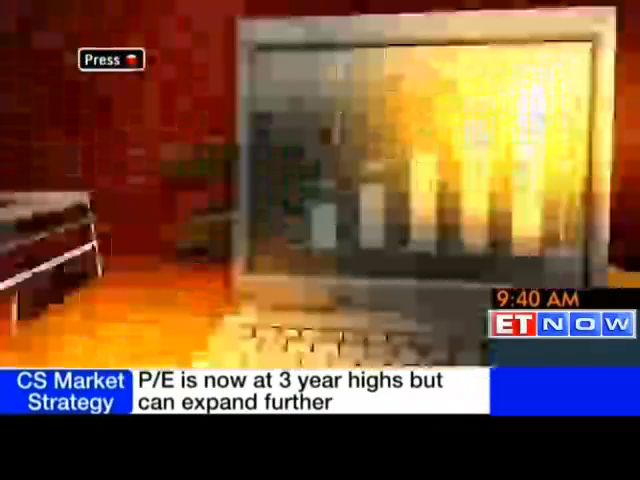 Press
9:40 AM
ET NOW
CS Market
Strategy
P/E is now at 3 year highs but
can expand further